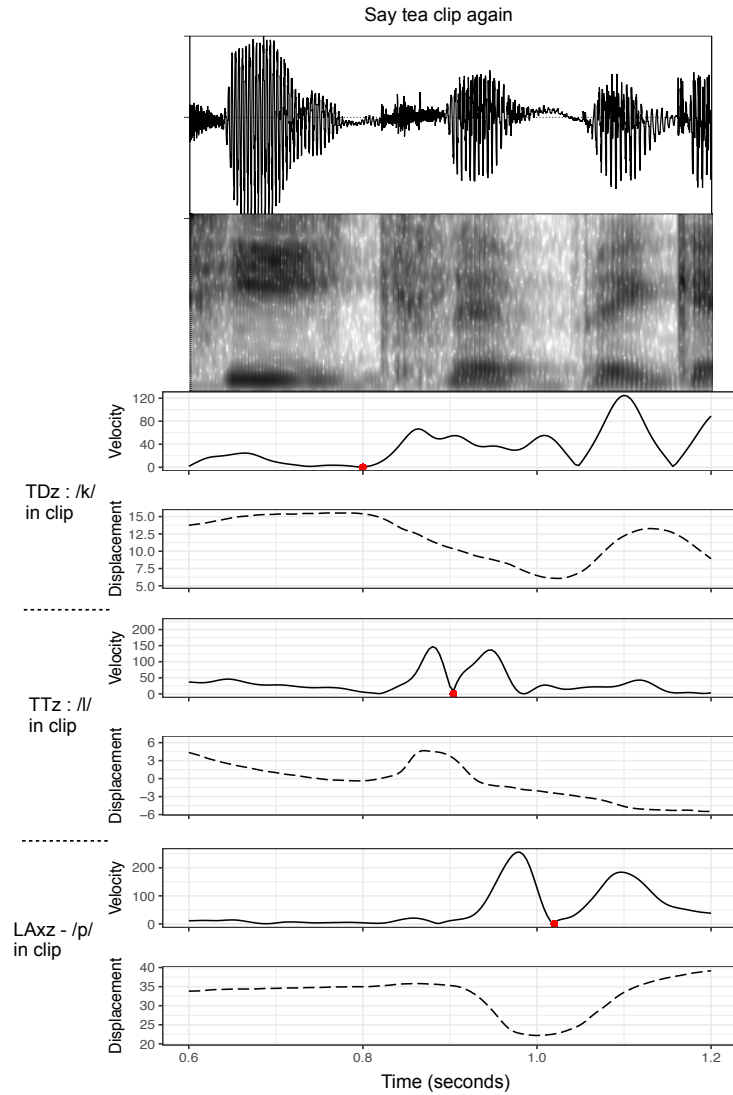 Say tea clip again
Velocity
120
80
40
0
TDz : /k/
in clip
Displacement
15.0
12.5
10.0
7.5
5.0
Velocity
200
150
100
50
0
TTz : /l/
in clip
Displacement
6
3
0
−3
−6
Velocity
200
100
0
LAxz - /p/
in clip
Displacement
40
35
30
25
20
0.6
0.8
1.0
1.2
Time (seconds)